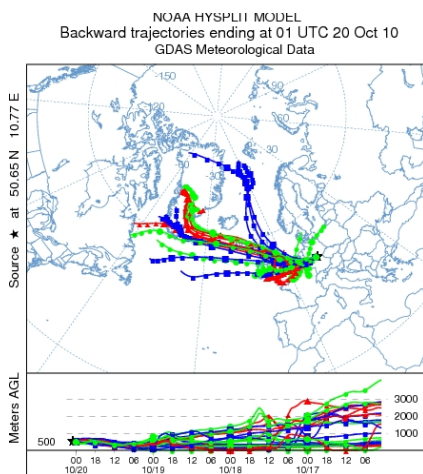 NOAA HYSPLIT MODEL
Backward trajectories ending at 01 UTC 20 Oct 10
GDAS Meteorological Data
Source ★ at 50.65 N 10.77 E
-150
-120
-90
-60
-30
30
Meters AGL
500
3000
2000
1000
00 18 12 06 00 18 12 06 00 18 12 06 00 18 12 06
10/20 10/19 10/18 10/17